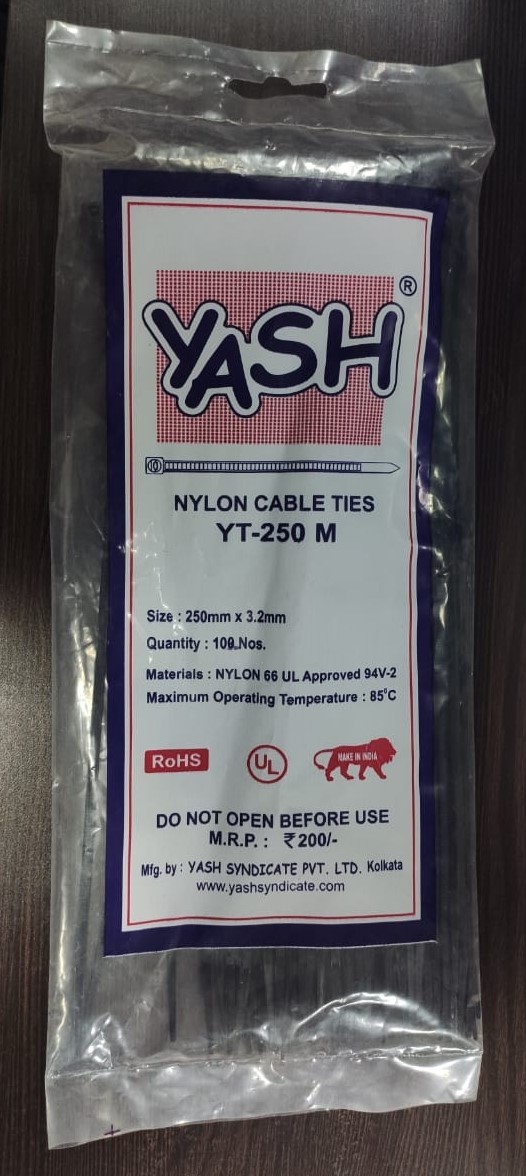 YASH ®
NYLON CABLE TIES
YT-250 M
Size : 250mm x 3.2mm
Quantity : 100 Nos.
Materials : NYLON 66 UL Approved 94V-2
Maximum Operating Temperature : 85°C
RoHS UL MAKE IN INDIA
DO NOT OPEN BEFORE USE
M.R.P. : ₹200/-
Mfg. by : YASH SYNDICATE PVT. LTD. Kolkata
www.yashsyndicate.com